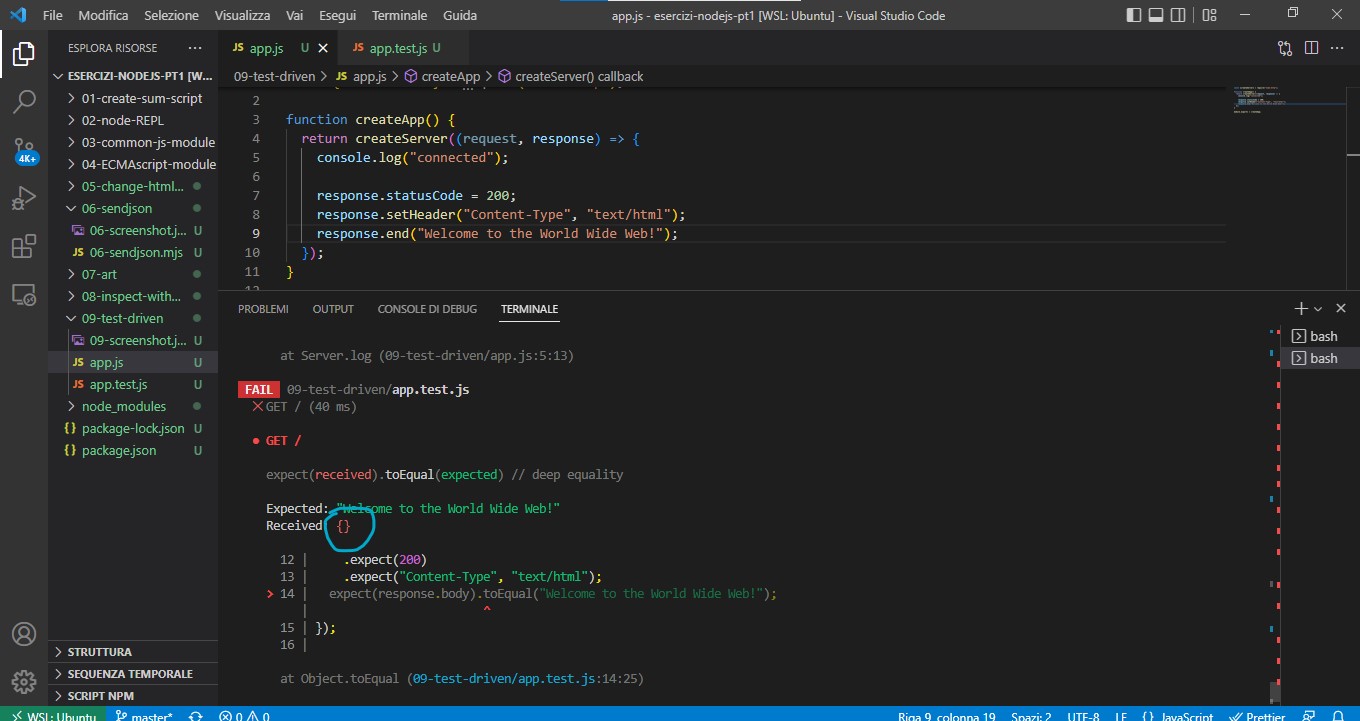 File Modifica Selezione Visualizza Vai Esegui Terminale Guida
app.js - esercizi-nodejs-pt1 [WSL: Ubuntu] - Visual Studio Code
ESPLORA RISORSE ···
ESERCIZI-NODEJS-PT1 [W...
01-create-sum-script
02-node-REPL
03-common-js-module
04-ECMAscript-module
05-change-html...
06-sendjson
06-screenshot.j... U
JS 06-sendjson.mjs U
07-art
08-inspect-with...
09-test-driven
09-screenshot.j... U
JS app.js U
JS app.test.js U
node_modules
{} package-lock.json U
{} package.json U
STRUTTURA
SEQUENZA TEMPORALE
SCRIPT NPM
4K+
JS app.js U
JS app.test.js U
09-test-driven > JS app.js > createApp > createServer() callback
2
3 function createApp() {
4 return createServer((request, response) => {
5 console.log("connected");
6
7 response.statusCode = 200;
8 response.setHeader("Content-Type", "text/html");
9 response.end("Welcome to the World Wide Web!");
10 });
11 }
PROBLEMI OUTPUT CONSOLE DI DEBUG TERMINALE
bash
bash
at Server.log (09-test-driven/app.js:5:13)
FAIL 09-test-driven/app.test.js
✕ GET / (40 ms)
● GET /
expect(received).toEqual(expected) // deep equality
Expected: "Welcome to the World Wide Web!"
Received {}
12 | .expect(200)
13 | .expect("Content-Type", "text/html");
> 14 | expect(response.body).toEqual("Welcome to the World Wide Web!");
| ^
15 | });
16 |
at Object.toEqual (09-test-driven/app.test.js:14:25)
WSL: Ubuntu master* 0 0 Riga 9, colonna 19 Spazi: 2 UTF-8 LF {} JavaScript Prettier